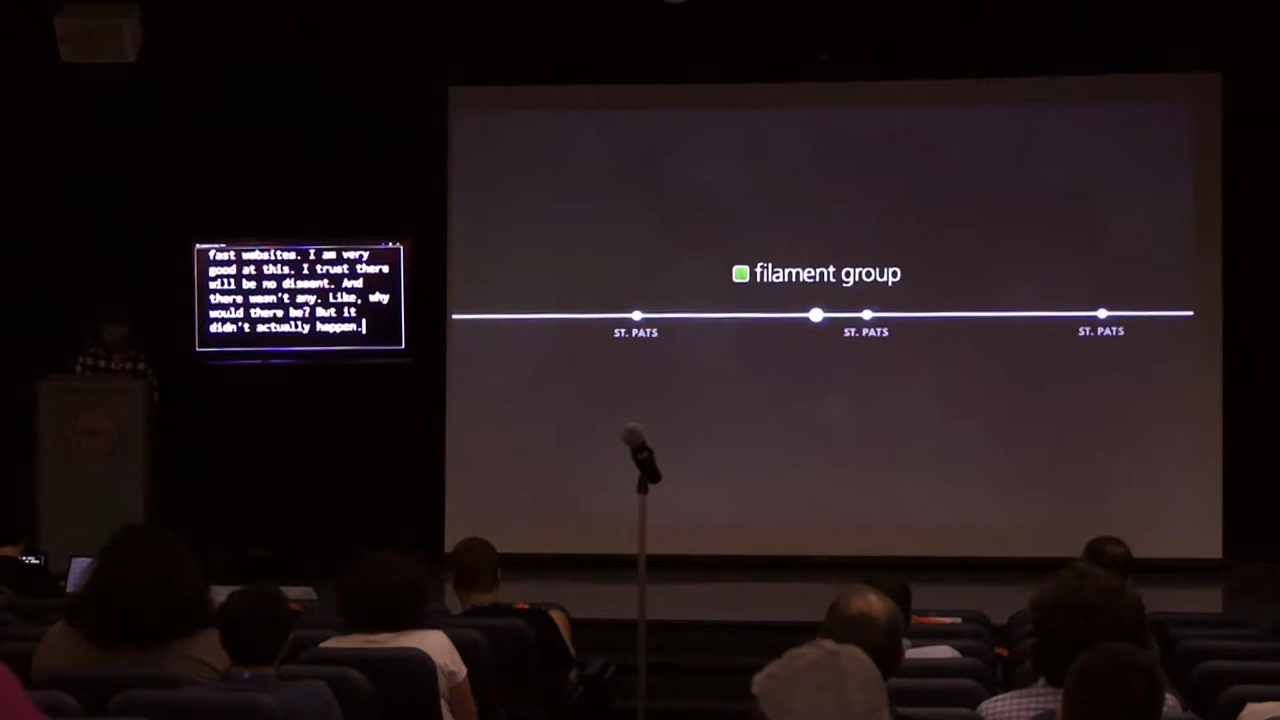 fast websites. I am very
good at this. I trust there
will be no dissent. And
there wasn't any. Like, why
would there be? But it
didn't actually happen.
filament group
ST. PATS
ST. PATS
ST. PATS